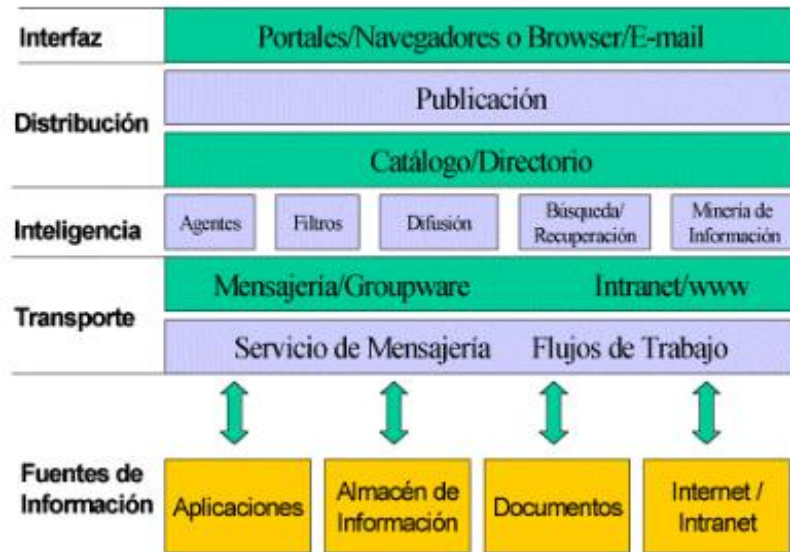 Interfaz
Portales/Navegadores o Browser/E-mail
Distribución
Publicación
Catálogo/Directorio
Inteligencia
Agentes
Filtros
Difusión
Búsqueda/
Recuperación
Minería de
Información
Transporte
Mensajería/Groupware
Intranet/www
Servicio de Mensajería
Flujos de Trabajo
Fuentes de
Información
Aplicaciones
Almacén de
Información
Documentos
Internet /
Intranet